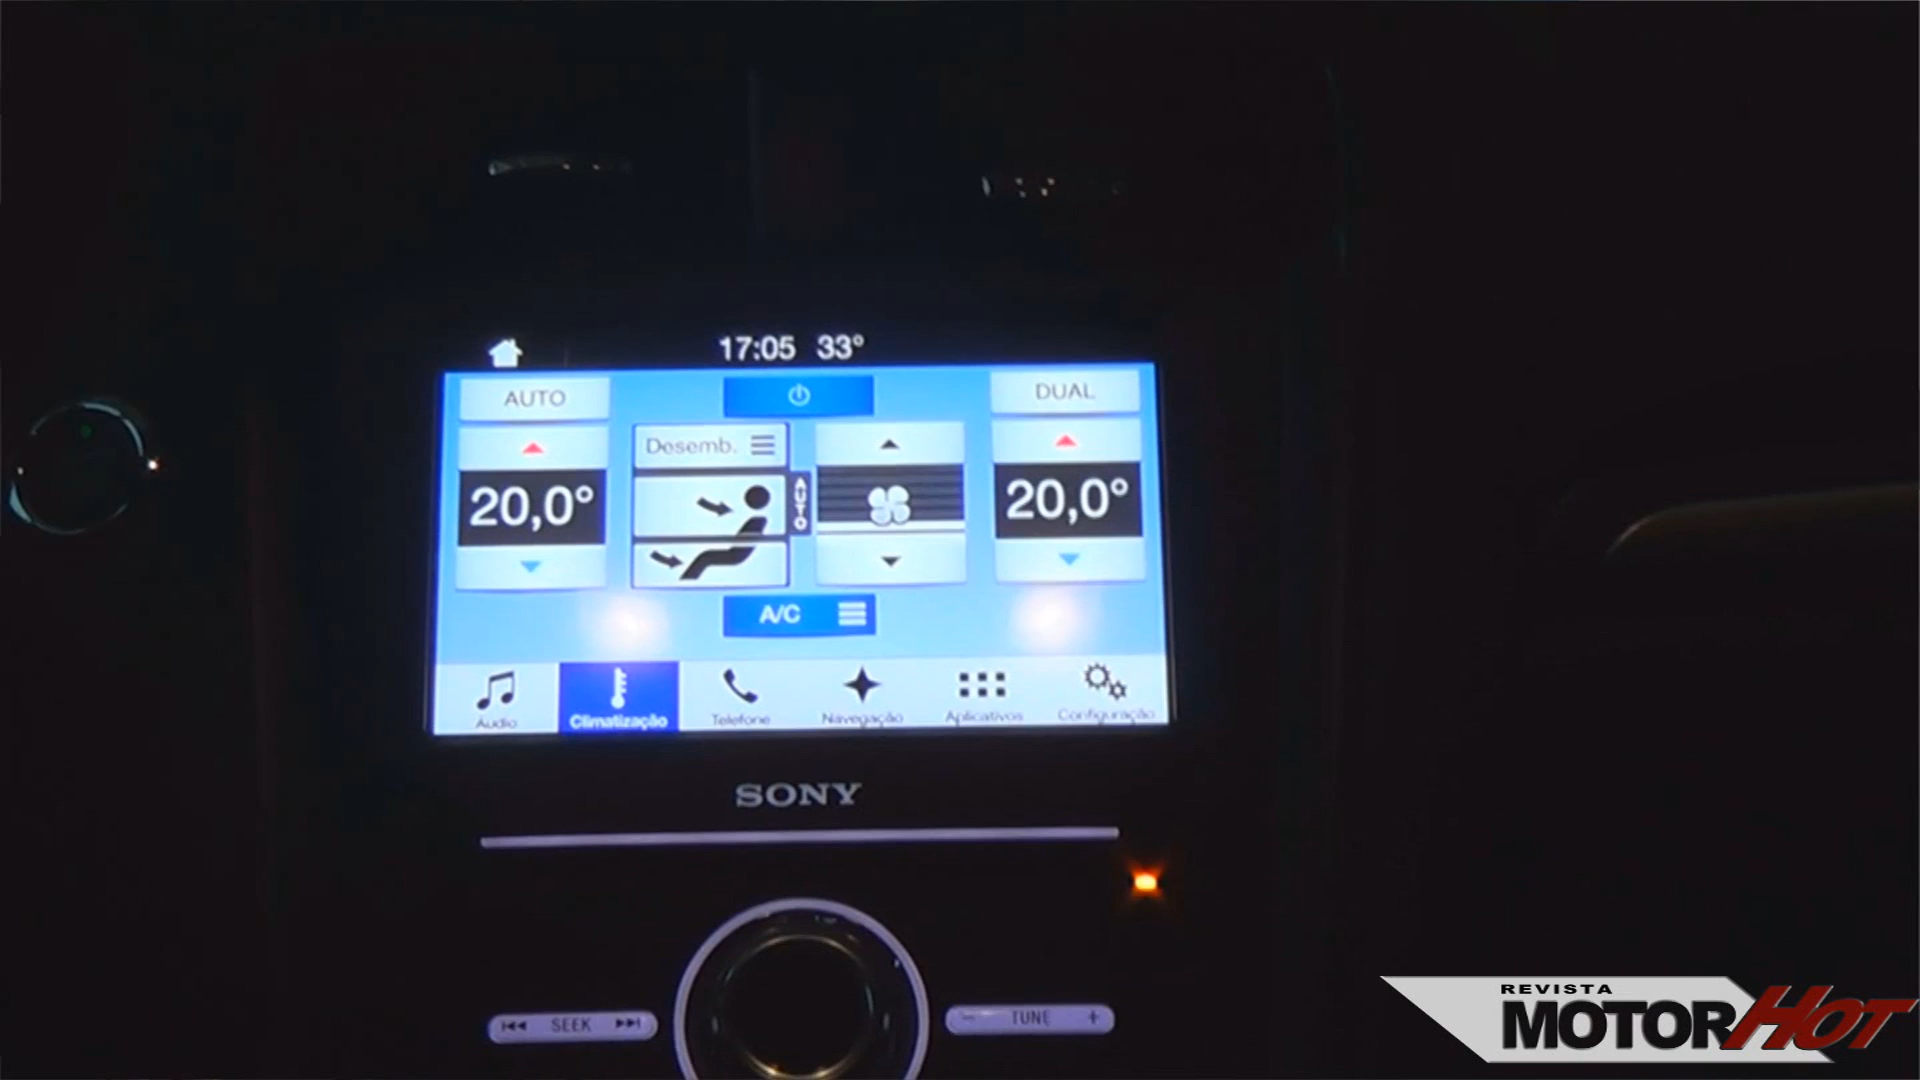 17:05 33°
AUTO
DUAL
Desemb.
20,0°
AUTO
20,0°
A/C
Áudio
Climatização
Telefone
Navegação
Aplicativos
Configuração
SONY
SEEK
- TUNE +
REVISTA
MOTORHOT